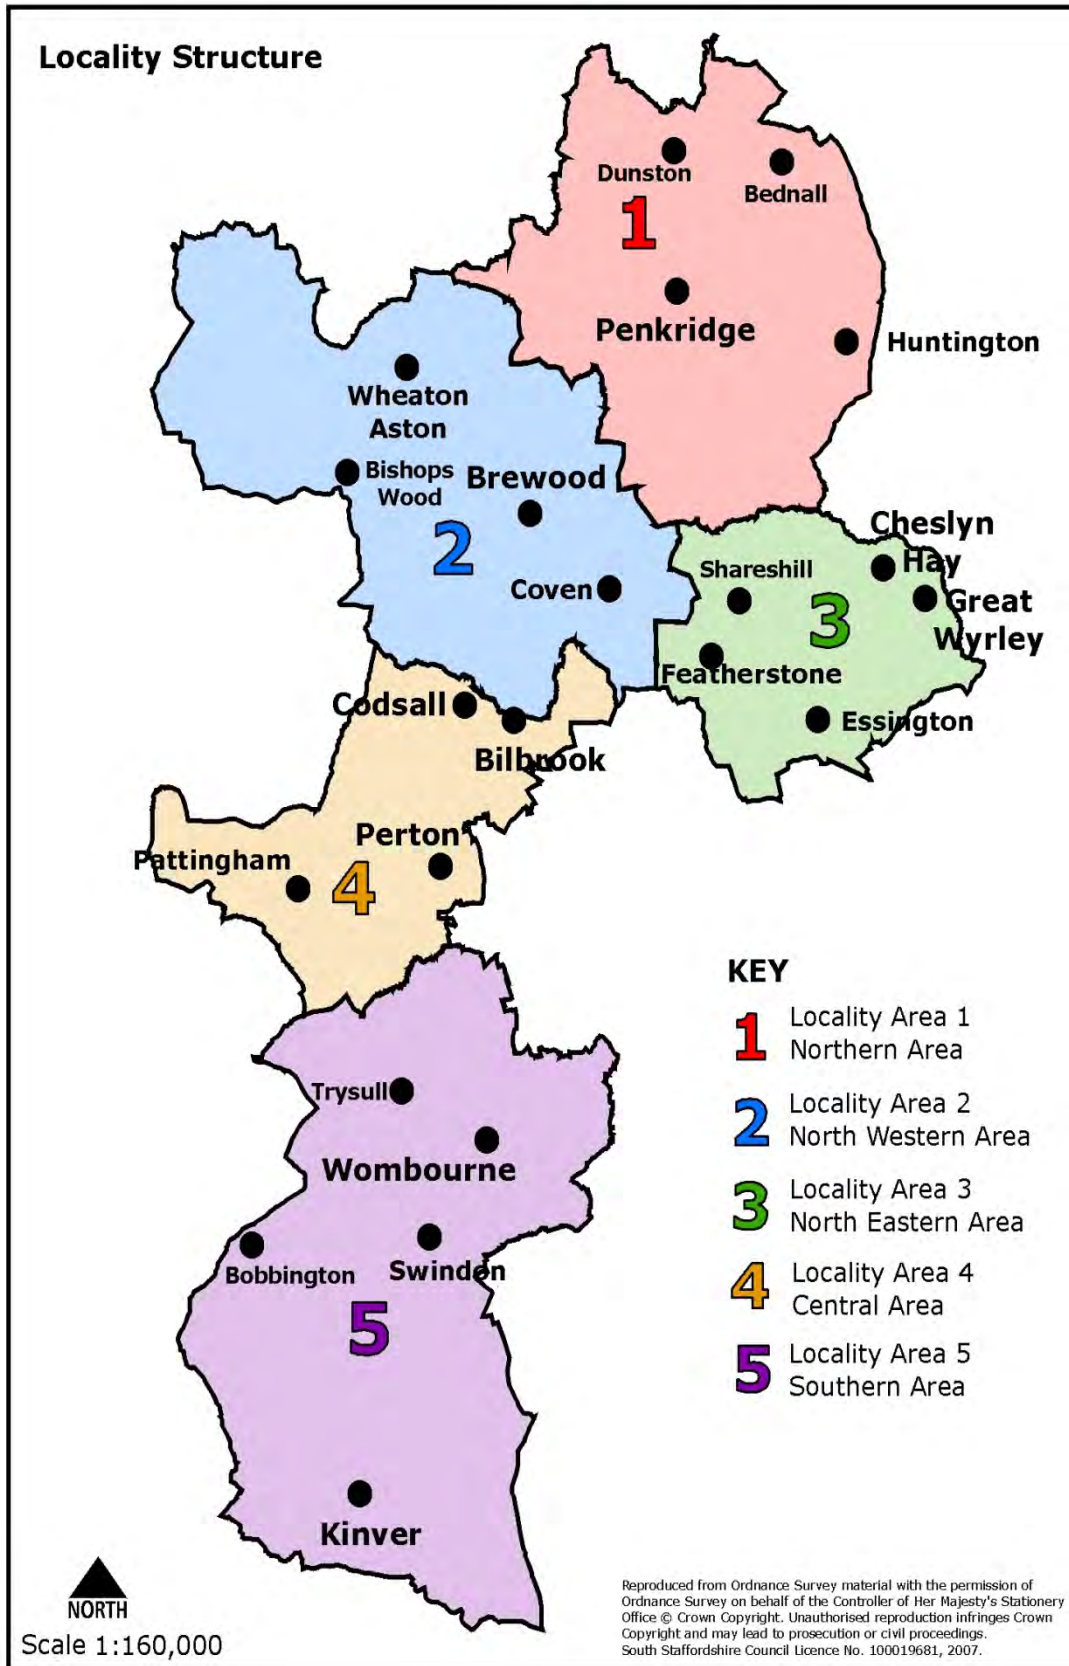 Locality Structure
Dunston
Bednall
1
Penkridge
Huntington
Wheaton
Aston
Bishops
Wood
Brewood
2
Coven
Cheslyn
Hay
Shareshill
3
Great
Wyrley
Featherstone
Essington
Codsall
Bilbrook
Perton
Pattingham
4
Trysull
Wombourne
Bobbington
Swindon
5
Kinver
KEY
1 Locality Area 1
Northern Area
2 Locality Area 2
North Western Area
3 Locality Area 3
North Eastern Area
4 Locality Area 4
Central Area
5 Locality Area 5
Southern Area
NORTH
Scale 1:160,000
Reproduced from Ordnance Survey material with the permission of
Ordnance Survey on behalf of the Controller of Her Majesty's Stationery
Office © Crown Copyright. Unauthorised reproduction infringes Crown
Copyright and may lead to prosecution or civil proceedings.
South Staffordshire Council Licence No. 100019681, 2007.